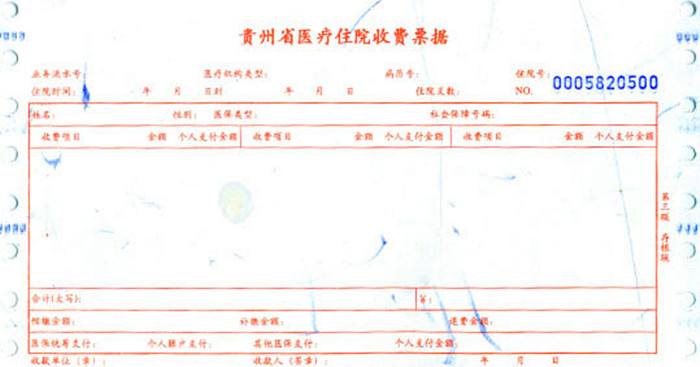 贵州省医疗住院收费票据
业务流水号: 医疗机构类型: 病历号: 住院号:
住院时间: 年 月 日到 年 月 日 住院天数: NO. 0005820500
姓名: 性别: 医保类型: 社会保障号码:
收费项目 金额 个人支付金额 收费项目 金额 个人支付金额 收费项目 金额 个人支付金额
第三联 存根联
合计(大写): ¥:
预缴金额: 补缴金额: 退费金额:
医保统筹支付: 个人账户支付: 其他医保支付: 个人支付金额:
收款单位(章): 收款人(签章): 年 月 日